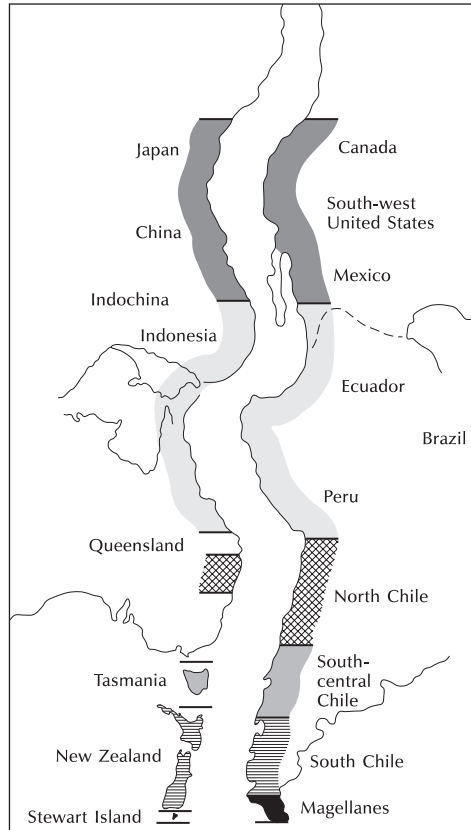 Japan
Canada
South-west
United States
China
Mexico
Indochina
Indonesia
Ecuador
Brazil
Peru
Queensland
North Chile
South-
central
Chile
Tasmania
New Zealand
South Chile
Stewart Island
Magellanes